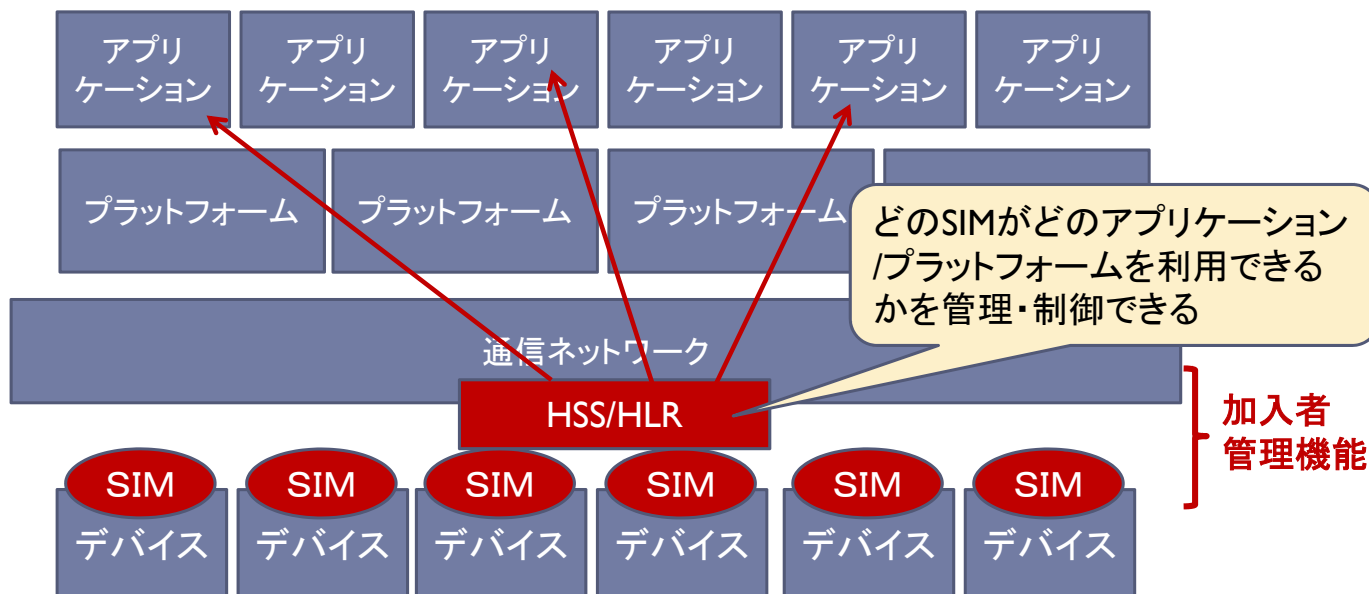 アプリ
ケーション
アプリ
ケーション
アプリ
ケーション
アプリ
ケーション
アプリ
ケーション
アプリ
ケーション
プラットフォーム
プラットフォーム
プラットフォーム
どのSIMがどのアプリケーション
/プラットフォームを利用できる
かを管理・制御できる
通信ネットワーク
HSS/HLR
加入者
管理機能
SIM
SIM
SIM
SIM
SIM
SIM
デバイス
デバイス
デバイス
デバイス
デバイス
デバイス